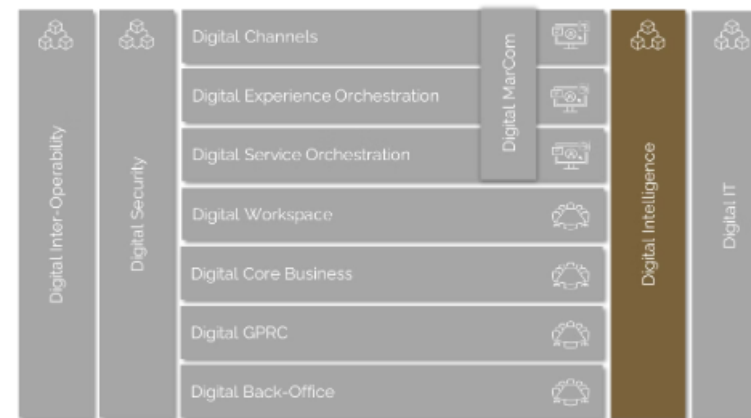 Digital Inter-Operability
Digital Security
Digital Channels
Digital Experience Orchestration
Digital Service Orchestration
Digital Workspace
Digital Core Business
Digital GPRC
Digital Back-Office
Digital MarCom
Digital Intelligence
Digital IT